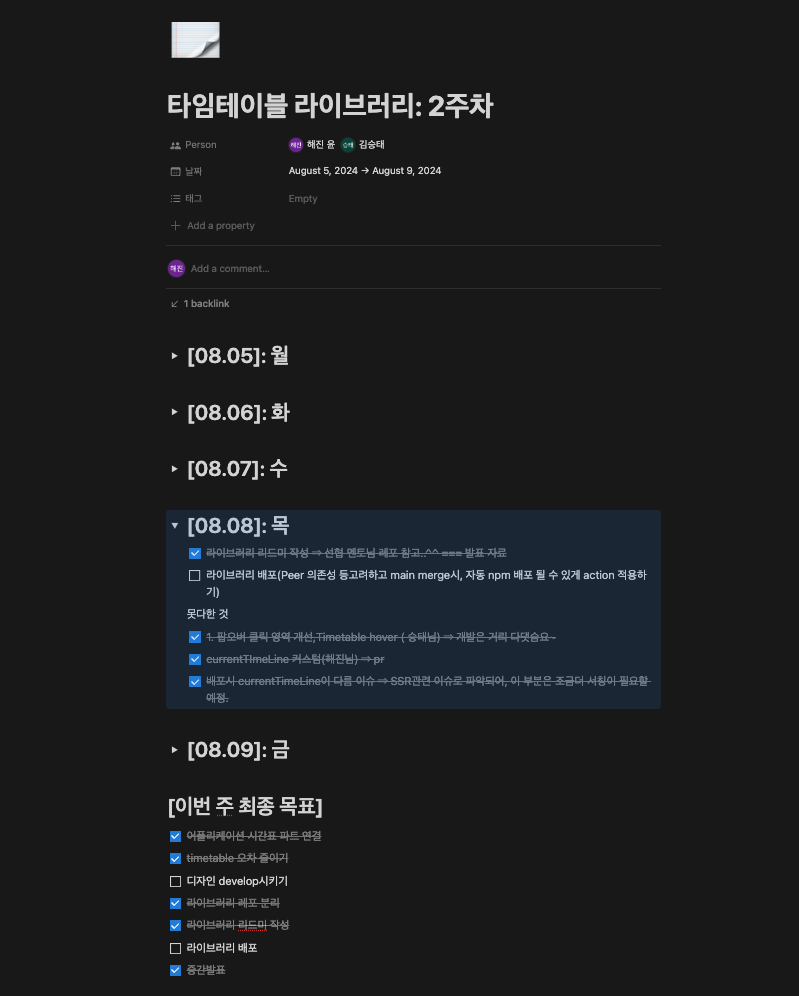 타임테이블 라이브러리: 2주차
Person 해진 해진 윤 승태 김승태
날짜 August 5, 2024 → August 9, 2024
태그 Empty
Add a property
해진 Add a comment...
1 backlink
[08.05]: 월
[08.06]: 화
[08.07]: 수
[08.08]: 목
라이브러리 리드미 작성 ⇒ 선협 멘토님 레포 참고..^^ === 발표 자료
라이브러리 배포(Peer 의존성 등고려하고 main merge시, 자동 npm 배포 될 수 있게 action 적용하
기)
못다한 것
1. 팝오버 클릭 영역 개선,Timetable hover ( 승태님) ⇒ 개발은 거의 다댓슴요~
currentTImeLine 커스텀(해진님) ⇒ pr
배포시 currentTimeLine이 다름 이슈 ⇒ SSR관련 이슈로 파악되어, 이 부분은 조금더 서칭이 필요할
예정.
[08.09]: 금
[이번 주 최종 목표]
어플리케이션 시간표 파트 연결
timetable 오차 줄이기
디자인 develop시키기
라이브러리 레포 분리
라이브러리 리드미 작성
라이브러리 배포
중간발표